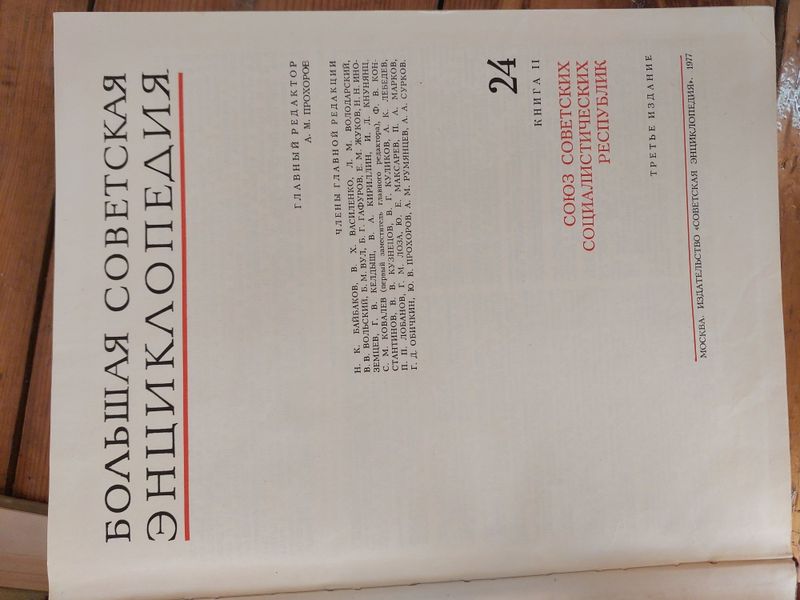 БОЛЬШАЯ СОВЕТСКАЯ
ЭНЦИКЛОПЕДИЯ
ГЛАВНЫЙ РЕДАКТОР
А. М. ПРОХОРОВ
ЧЛЕНЫ ГЛАВНОЙ РЕДАКЦИИ
Н. К. БАЙБАКОВ, В. Х. ВАСИЛЕНКО, Л. М. ВОЛОДАРСКИЙ,
В. В. ВОЛЬСКИЙ, Б. М. ВУЛ, Б. Г. ГАФУРОВ, Е. М. ЖУКОВ, Н. Н. ИНО-
ЗЕМЦЕВ, Г. В. КЕЛДЫШ, В. А. КИРИЛЛИН, И. Л. КНУНЯНЦ,
С. М. КОВАЛЕВ (первый заместитель главного редактора), Ф. В. КОН-
СТАНТИНОВ, В. В. КУЗНЕЦОВ, В. Г. КУЛИКОВ, А. К. ЛЕБЕДЕВ,
П. П. ЛОБАНОВ, Г. М. ЛОЗА, Ю. Е. МАКСАРЕВ, П. А. МАРКОВ,
Г. Д. ОБИЧКИН, Ю. В. ПРОХОРОВ, А. М. РУМЯНЦЕВ, А. А. СУРКОВ.
24
КНИГА II
СОЮЗ СОВЕТСКИХ
СОЦИАЛИСТИЧЕСКИХ
РЕСПУБЛИК
ТРЕТЬЕ ИЗДАНИЕ
МОСКВА. ИЗДАТЕЛЬСТВО «СОВЕТСКАЯ ЭНЦИКЛОПЕДИЯ». 1977